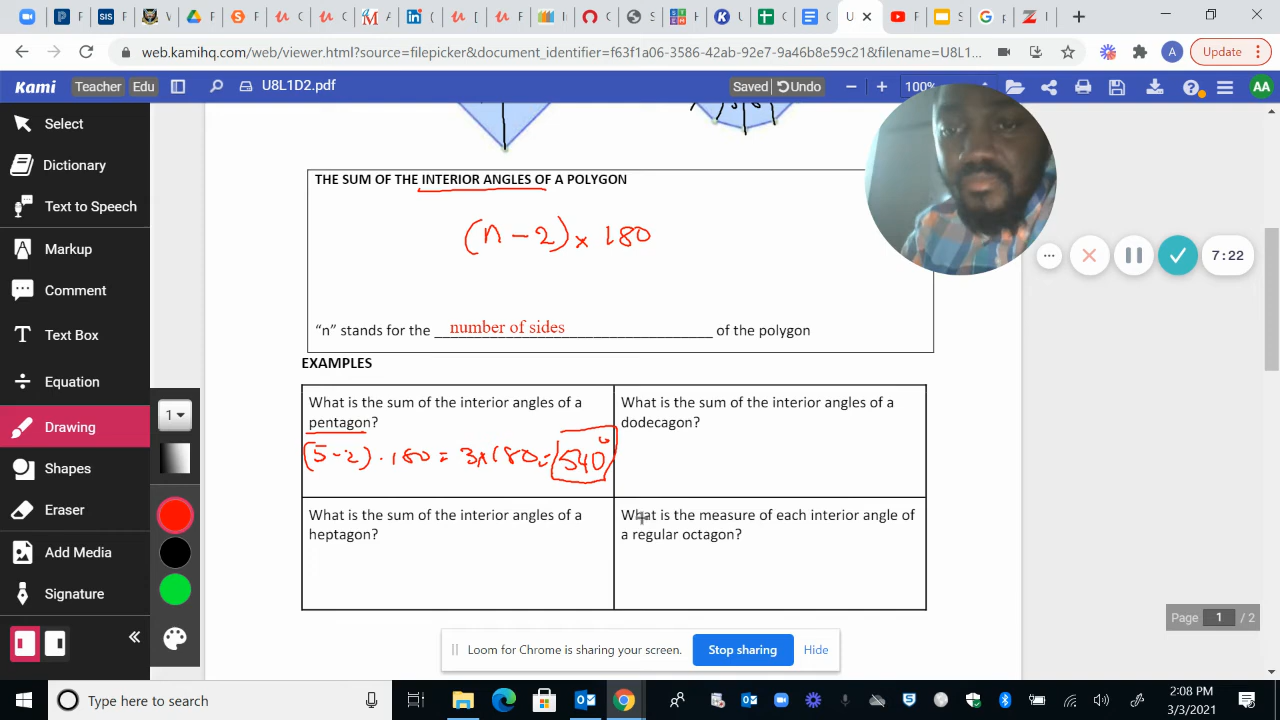 P
SIS
P
S
R
P
M
P
R
I
S
K
C
U
S
P
I
web.kamihq.com/web/viewer.html?source=filepicker&document_identifier=f63f1a06-3586-42ab-92e7-9a46b8e59c21&filename=U8L1D2.pdf...
A
Update
Kami
Teacher
Edu
U8L1D2.pdf
Saved
Undo
100%
AA
Select
Dictionary
Text to Speech
Markup
Comment
Text Box
Equation
Drawing
Shapes
Eraser
Add Media
Signature
1
THE SUM OF THE INTERIOR ANGLES OF A POLYGON
(n - 2) × 180
"n" stands for the number of sides of the polygon
7:22
EXAMPLES
What is the sum of the interior angles of a
pentagon?
(5-2) · 180 = 3x180= 540°
What is the sum of the interior angles of a
dodecagon?
What is the sum of the interior angles of a
heptagon?
What is the measure of each interior angle of
a regular octagon?
Page 1 / 2
Loom for Chrome is sharing your screen.
Stop sharing
Hide
Type here to search
2:08 PM
3/3/2021